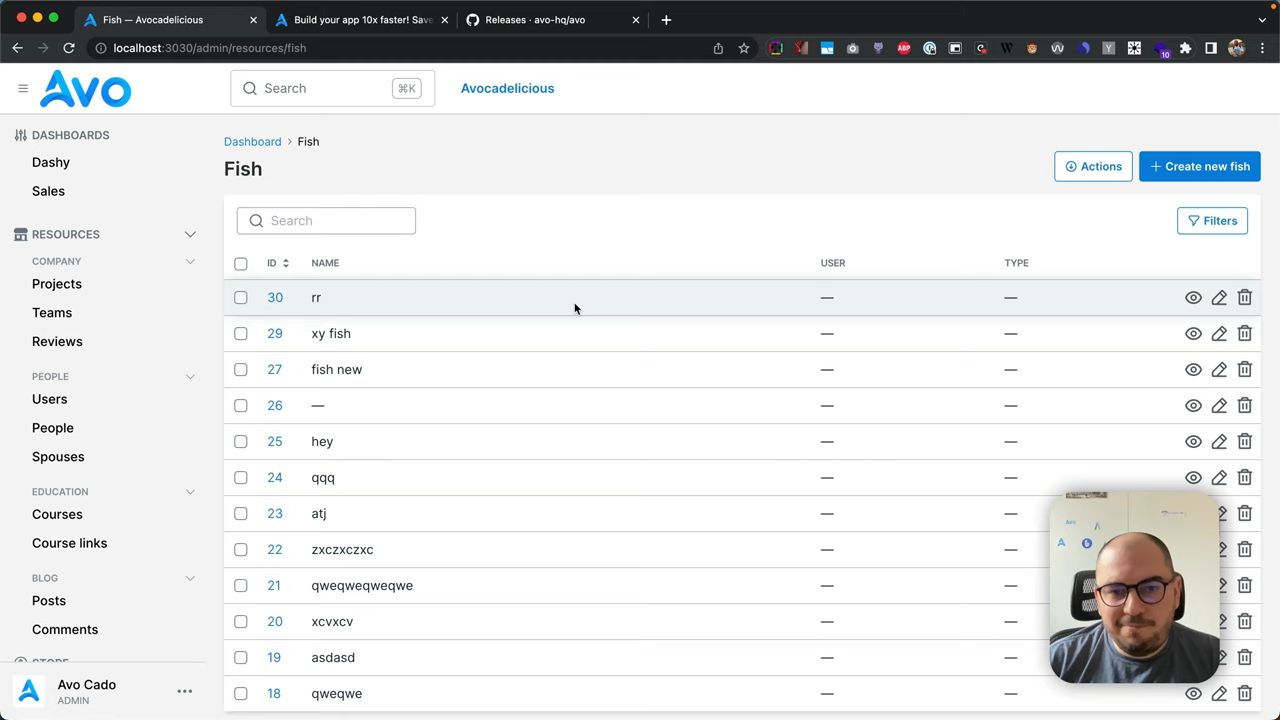 Fish — Avocadelicious
Build your app 10x faster! Save
Releases · avo-hq/avo
localhost:3030/admin/resources/fish
ABP
10
Avo
Search
⌘K
Avocadelicious
DASHBOARDS
Dashy
Sales
RESOURCES
COMPANY
Projects
Teams
Reviews
PEOPLE
Users
People
Spouses
EDUCATION
Courses
Course links
BLOG
Posts
Comments
Avo Cado
ADMIN
Dashboard > Fish
Fish
Actions
+ Create new fish
Search
Filters
ID NAME USER TYPE
30 rr — —
29 xy fish — —
27 fish new — —
26 — — —
25 hey — —
24 qqq — —
23 atj — —
22 zxczxczxc — —
21 qweqweqweqwe — —
20 xcvxcv — —
19 asdasd — —
18 qweqwe — —